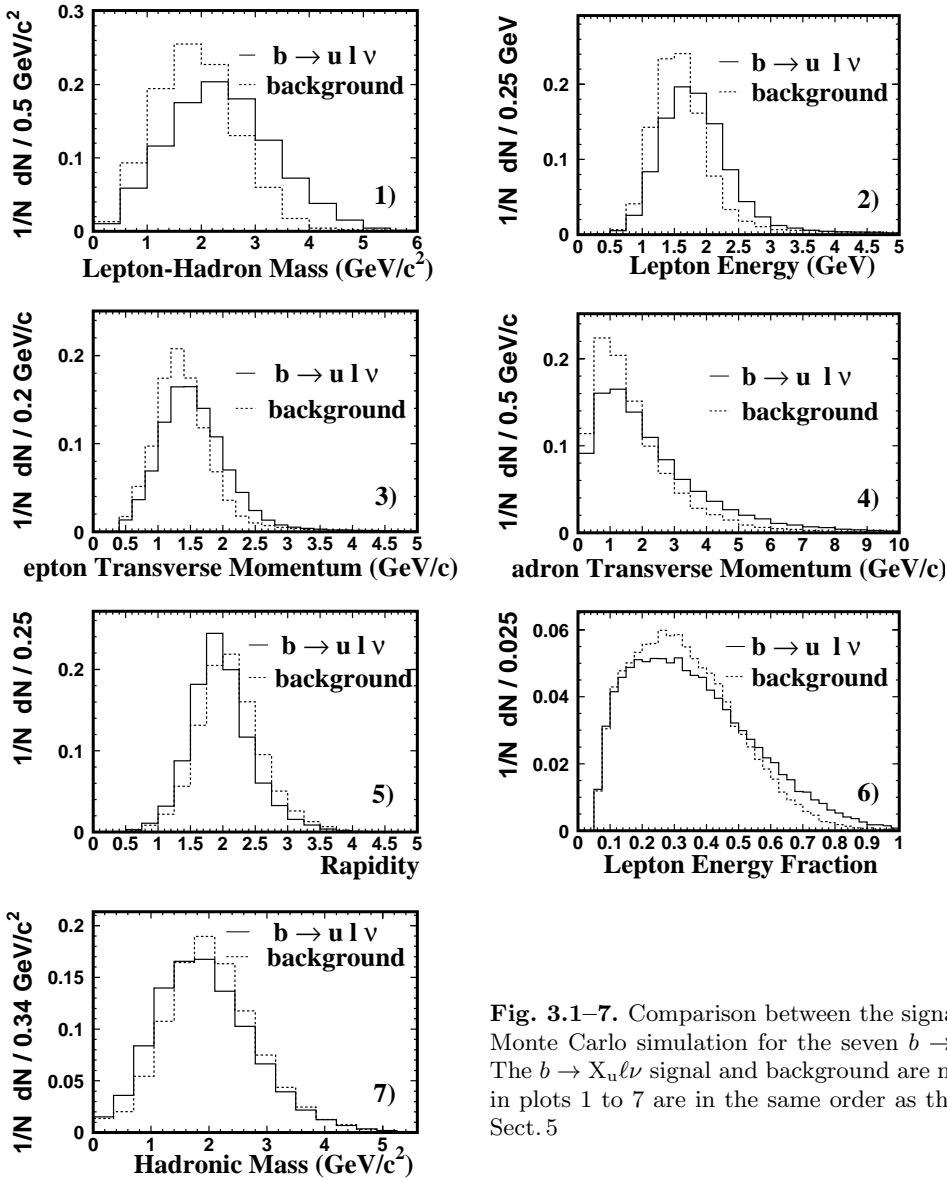 1/N dN / 0.5 GeV/c²
0.3
0.2
0.1
0
b → u l ν
background
1)
0 1 2 3 4 5 6
Lepton-Hadron Mass (GeV/c²)
1/N dN / 0.25 GeV
0.2
0.1
0
b → u l ν
background
2)
0 0.5 1 1.5 2 2.5 3 3.5 4 4.5 5
Lepton Energy (GeV)
1/N dN / 0.2 GeV/c
0.2
0.1
0
b → u l ν
background
3)
0 0.5 1 1.5 2 2.5 3 3.5 4 4.5 5
epton Transverse Momentum (GeV/c)
1/N dN / 0.5 GeV/c
0.2
0.1
0
b → u l ν
background
4)
0 1 2 3 4 5 6 7 8 9 10
adron Transverse Momentum (GeV/c)
1/N dN / 0.25
0.2
0.1
0
b → u l ν
background
5)
0 0.5 1 1.5 2 2.5 3 3.5 4 4.5 5
Rapidity
1/N dN / 0.025
0.06
0.04
0.02
0
b → u l ν
background
6)
0.1 0.2 0.3 0.4 0.5 0.6 0.7 0.8 0.9 1
Lepton Energy Fraction
1/N dN / 0.34 GeV/c²
0.2
0.15
0.1
0.05
0
b → u l ν
background
7)
0 1 2 3 4 5
Hadronic Mass (GeV/c²)
Fig. 3.1–7. Comparison between the signa
Monte Carlo simulation for the seven b →
The b → Xᵤℓν signal and background are n
in plots 1 to 7 are in the same order as th
Sect. 5